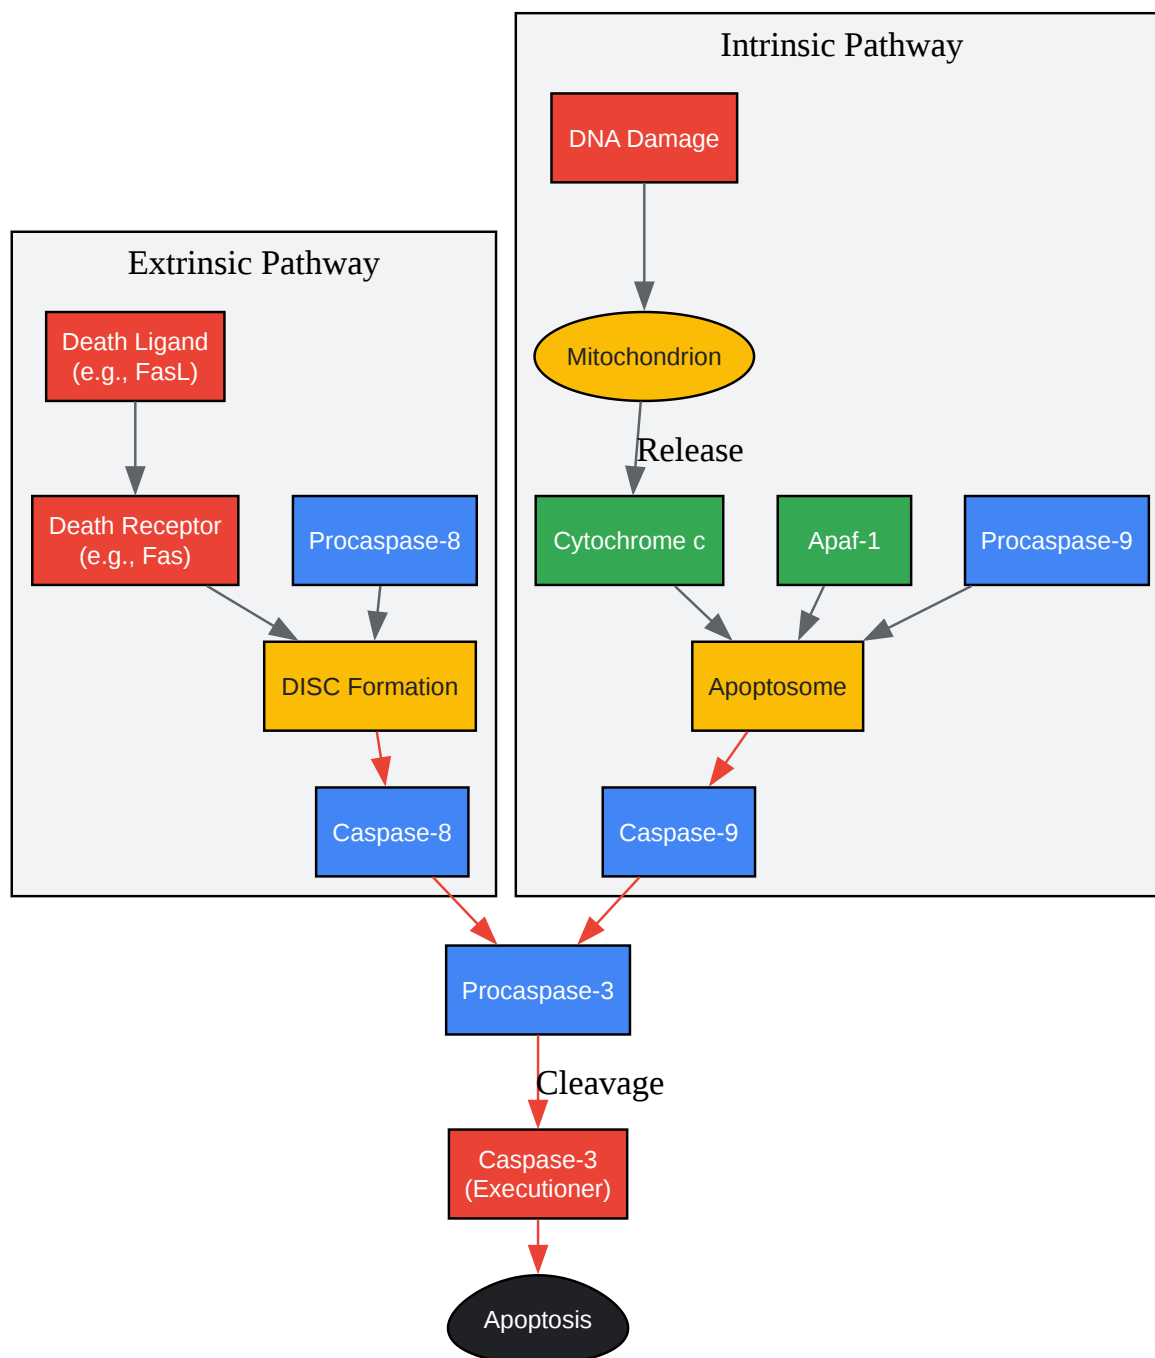 Intrinsic Pathway
DNA Damage
Extrinsic Pathway
Death Ligand
(e.g., FasL)
Mitochondrion
Release
Death Receptor
(e.g., Fas)
Procaspase-8
Cytochrome c
Apaf-1
Procaspase-9
DISC Formation
Apoptosome
Caspase-8
Caspase-9
Procaspase-3
Cleavage
Caspase-3
(Executioner)
Apoptosis